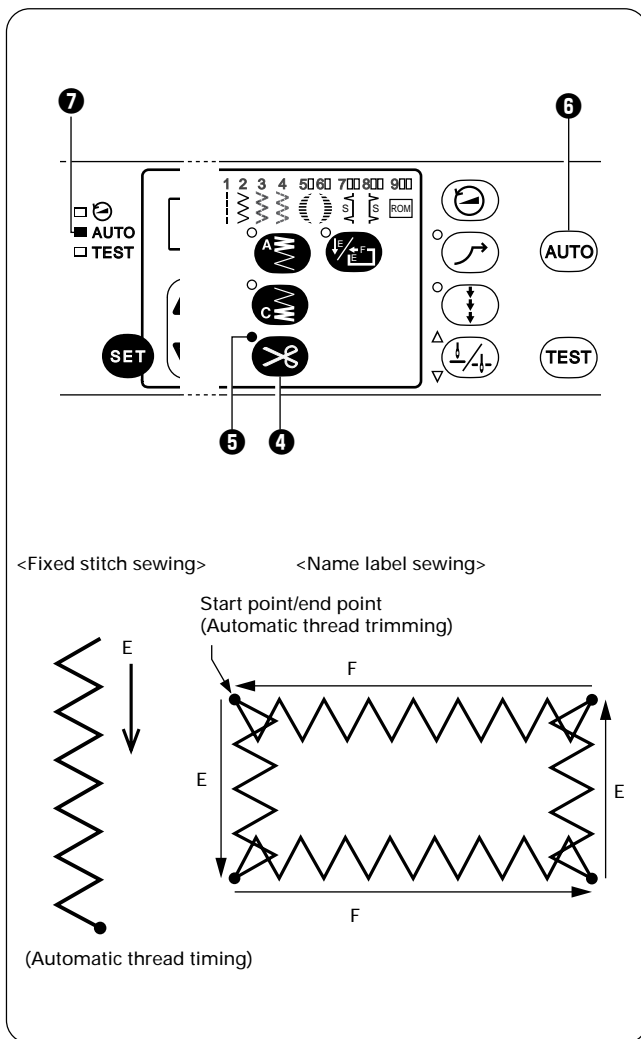 ❼
❻
1 2 3 4 5▯ 6▯ 7▯▯ 8▯▯ 9▯▯
S S ROM
AUTO
TEST
A
E F E
AUTO
C
SET
TEST
❺
❹
<Fixed stitch sewing>
<Name label sewing>
Start point/end point
(Automatic thread trimming)
E
F
E
E
F
(Automatic thread timing)